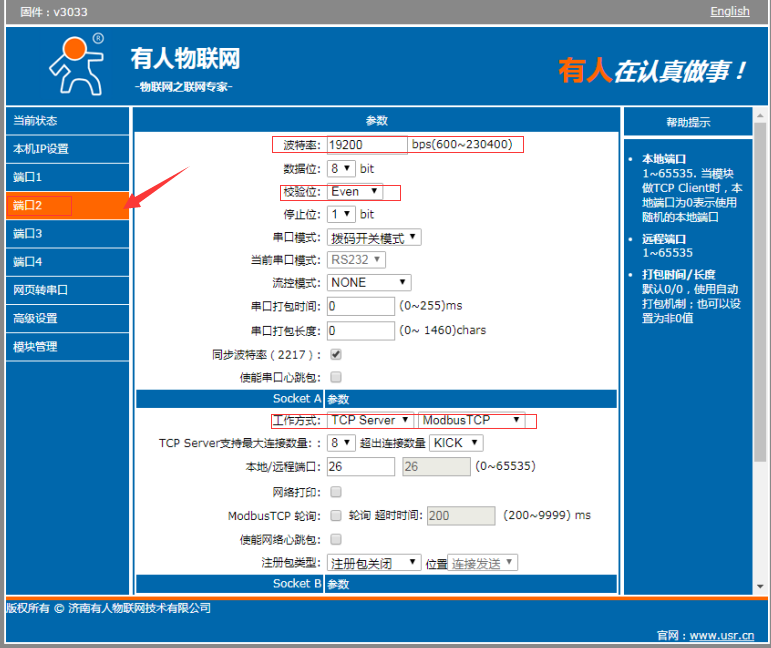 固件：v3033
English
®
有人物联网
-物联网之联网专家-
有人在认真做事！
当前状态
本机IP设置
端口1
端口2
端口3
端口4
网页转串口
高级设置
模块管理
参数
波特率: 19200 bps(600~230400)
数据位: 8 bit
校验位: Even
停止位: 1 bit
串口模式: 拨码开关模式
当前串口模式: RS232
流控模式: NONE
串口打包时间: 0 (0~255)ms
串口打包长度: 0 (0~ 1460)chars
同步波特率（2217）:
使能串口心跳包:
Socket A 参数
工作方式: TCP Server ModbusTCP
TCP Server支持最大连接数量: : 8 超出连接数量 KICK
本地/远程端口: 26 26 (0~65535)
网络打印:
ModbusTCP 轮询: 轮询 超时时间: 200 (200~9999) ms
使能网络心跳包:
注册包类型: 注册包关闭 位置 连接发送
Socket B 参数
帮助提示
• 本地端口
1~65535. 当模块
做TCP Client时，本
地端口为0表示使用
随机的本地端口
• 远程端口
1~65535
• 打包时间/长度
默认0/0，使用自动
打包机制；也可以设
置为非0值
版权所有 © 济南有人物联网技术有限公司
官网：www.usr.cn